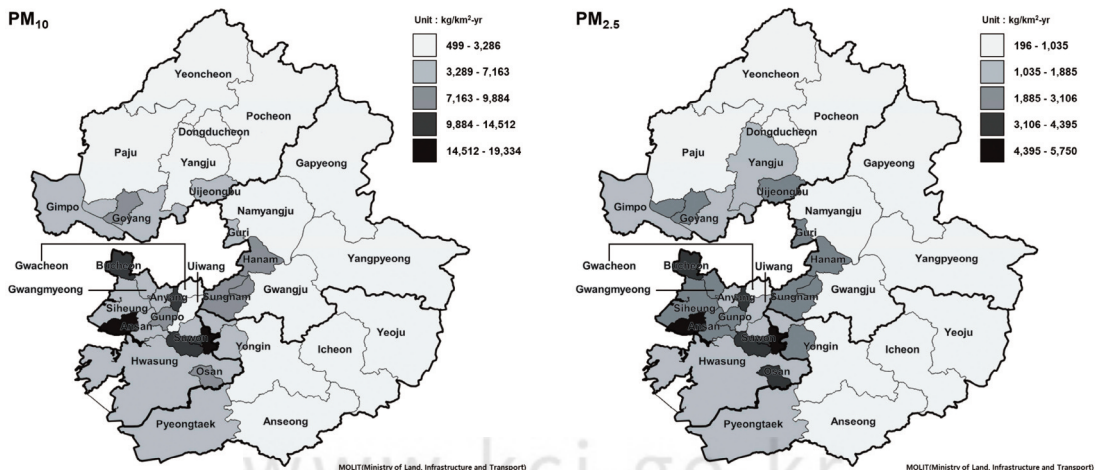 PM10
Unit : kg/km²-yr
499 - 3,286
3,289 - 7,163
7,163 - 9,884
9,884 - 14,512
14,512 - 19,334
Yeoncheon
Pocheon
Dongducheon
Paju
Yangju
Gapyeong
Uijeongbu
Gimpo
Goyang
Namyangju
Guri
Hanam
Yangpyeong
Gwacheon
Bucheon
Uiwang
Gwangmyeong
Anyang
Sungnam
Gwangju
Siheung
Gunpo
Ansan
Suwon
Yongin
Icheon
Yeoju
Hwasung
Osan
Pyeongtaek
Anseong
MOLIT(Ministry of Land, Infrastructure and Transport)
PM2.5
Unit : kg/km²-yr
196 - 1,035
1,035 - 1,885
1,885 - 3,106
3,106 - 4,395
4,395 - 5,750
Yeoncheon
Pocheon
Dongducheon
Paju
Yangju
Gapyeong
Uijeongbu
Gimpo
Goyang
Namyangju
Guri
Hanam
Yangpyeong
Gwacheon
Bucheon
Uiwang
Gwangmyeong
Anyang
Sungnam
Gwangju
Siheung
Gunpo
Ansan
Suwon
Yongin
Icheon
Yeoju
Hwasung
Osan
Pyeongtaek
Anseong
MOLIT(Ministry of Land, Infrastructure and Transport)
www.kci.go.kr